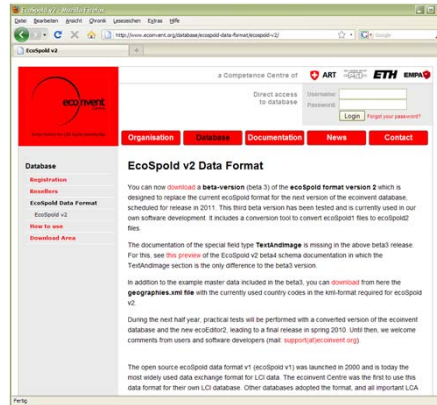 EcoSpold v2 - Mozilla Firefox
Datei Bearbeiten Ansicht Chronik Lesezeichen Extras Hilfe
http://www.ecoinvent.org/database/ecospold-data-format/ecospold-v2/
Google
EcoSpold v2
a Competence Centre of ART ETH EMPA
ecoinvent
Direct access
to database
Username:
Password:
Login Forgot your password?
Organisation Database Documentation News Contact
Database
Registration
Resellers
EcoSpold Data Format
EcoSpold v2
How to use
Download Area
EcoSpold v2 Data Format
You can now download a beta-version (beta 3) of the ecoSpold format version 2 which is
designed to replace the current ecoSpold format for the next version of the ecoinvent database,
scheduled for release in 2011. This third beta version has been tested and is currently used in our
own software development. It includes a conversion tool to convert ecoSpold1 files to ecoSpold2
files.
The documentation of the special field type TextAndImage is missing in the above beta3 release.
For this, see this preview of the EcoSpold v2 beta4 schema documentation in which the
TextAndImage section is the only difference to the beta3 version.
In addition to the example master data included in the beta3, you can download from here the
geographies.xml file with the currently used country codes in the kml-format required for ecoSpold
v2.
During the next half year, practical tests will be performed with a converted version of the ecoinvent
database and the new ecoEditor2, leading to a final release in spring 2010. Until then, we welcome
comments from users and software developers (mail: support(at)ecoinvent.org).
The open source ecoSpold data format v1 (ecoSpold v1) was launched in 2000 and is today the
most widely used data exchange format for LCI data. The ecoinvent Centre was the first to use this
data format for their own LCI database. Other databases adopted the format, and all important LCA
Fertig